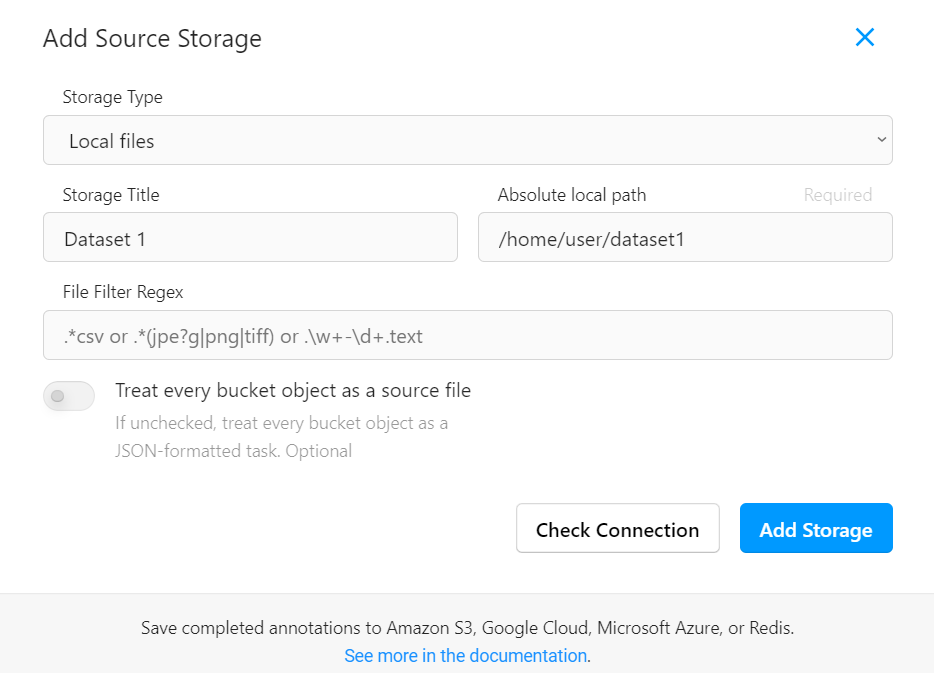 Add Source Storage
Storage Type
Local files
Storage Title
Absolute local path
Required
Dataset 1
/home/user/dataset1
File Filter Regex
.*csv or .*(jpe?g|png|tiff) or .\w+-\d+.text
Treat every bucket object as a source file
If unchecked, treat every bucket object as a
JSON-formatted task. Optional
Check Connection
Add Storage
Save completed annotations to Amazon S3, Google Cloud, Microsoft Azure, or Redis.
See more in the documentation.